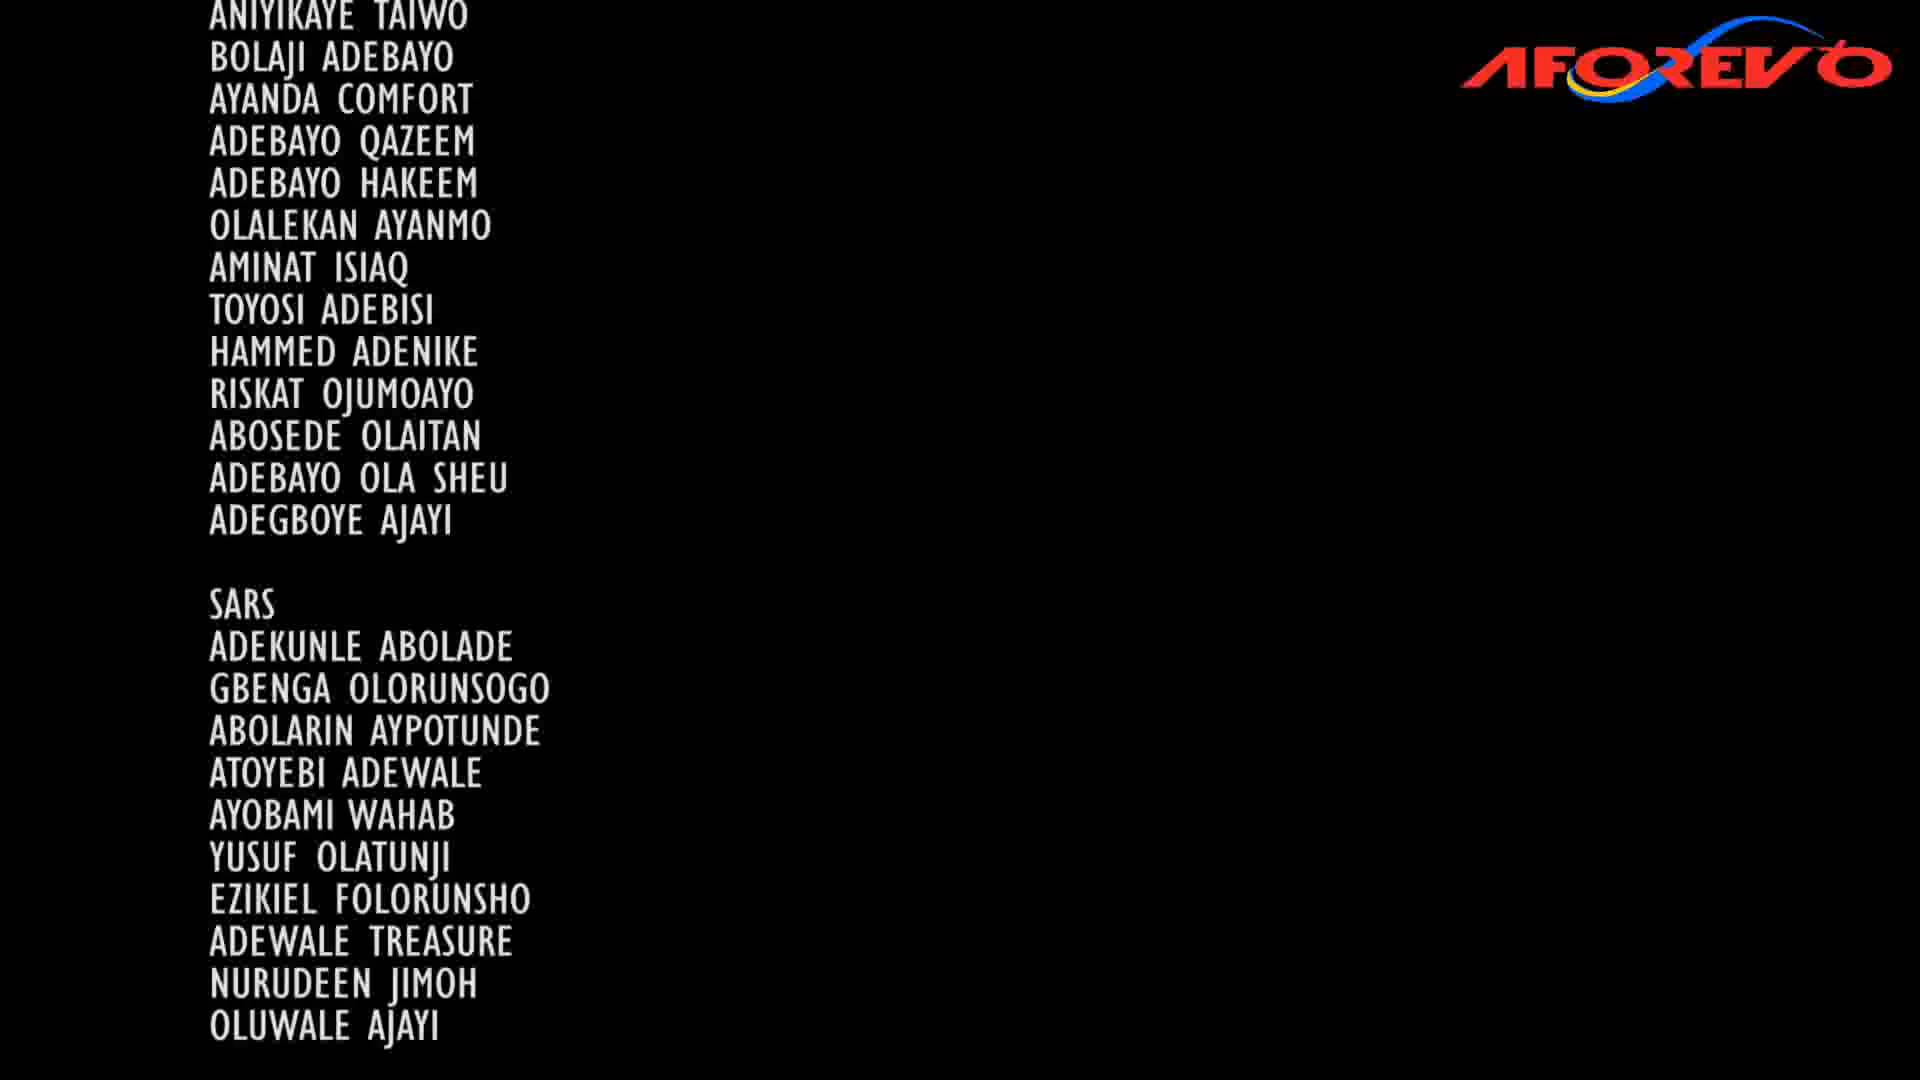 ANIYIKAYE TAIWO
BOLAJI ADEBAYO
AYANDA COMFORT
ADEBAYO QAZEEM
ADEBAYO HAKEEM
OLALEKAN AYANMO
AMINAT ISIAQ
TOYOSI ADEBISI
HAMMED ADENIKE
RISKAT OJUMOAYO
ABOSEDE OLAITAN
ADEBAYO OLA SHEU
ADEGBOYE AJAYI
SARS
ADEKUNLE ABOLADE
GBENGA OLORUNSOGO
ABOLARIN AYPOTUNDE
ATOYEBI ADEWALE
AYOBAMI WAHAB
YUSUF OLATUNJI
EZIKIEL FOLORUNSHO
ADEWALE TREASURE
NURUDEEN JIMOH
OLUWALE AJAYI
AFOREVO